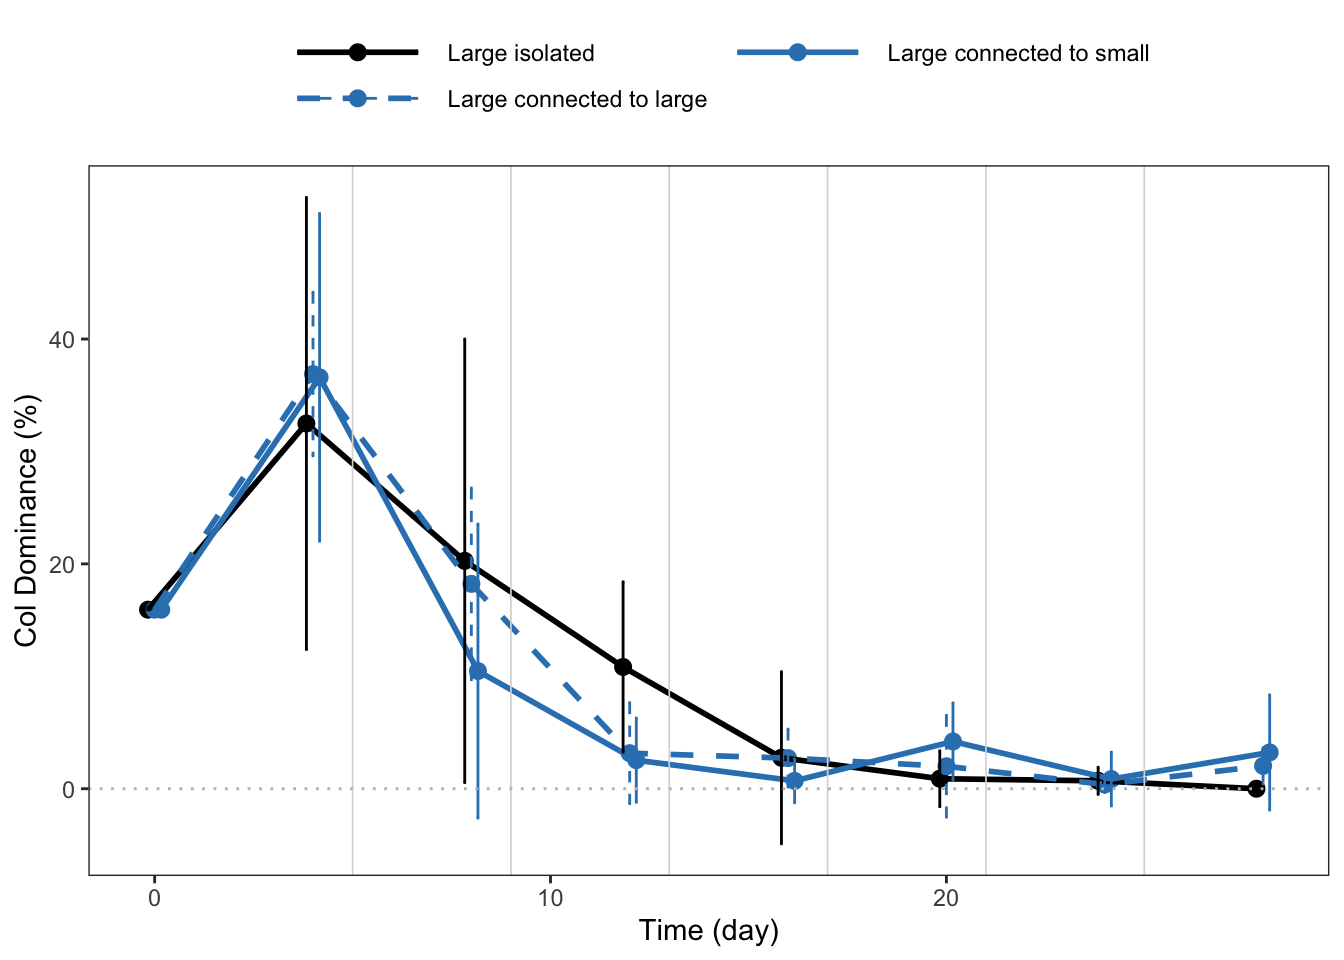 Large isolated
Large connected to small
Large connected to large
Col Dominance (%)
40
20
0
0
10
20
Time (day)